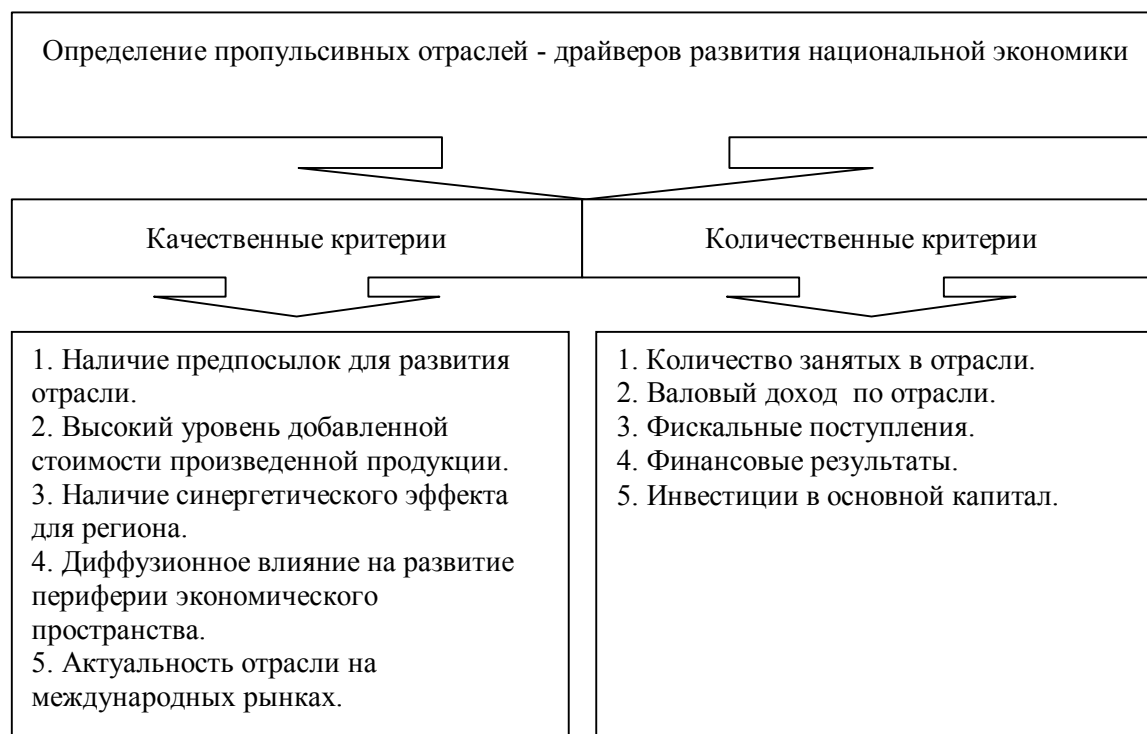 Определение пропульсивных отраслей - драйверов развития национальной экономики
Качественные критерии
Количественные критерии
1. Наличие предпосылок для развития
отрасли.
2. Высокий уровень добавленной
стоимости произведенной продукции.
3. Наличие синергетического эффекта
для региона.
4. Диффузионное влияние на развитие
периферии экономического
пространства.
5. Актуальность отрасли на
международных рынках.
1. Количество занятых в отрасли.
2. Валовый доход по отрасли.
3. Фискальные поступления.
4. Финансовые результаты.
5. Инвестиции в основной капитал.